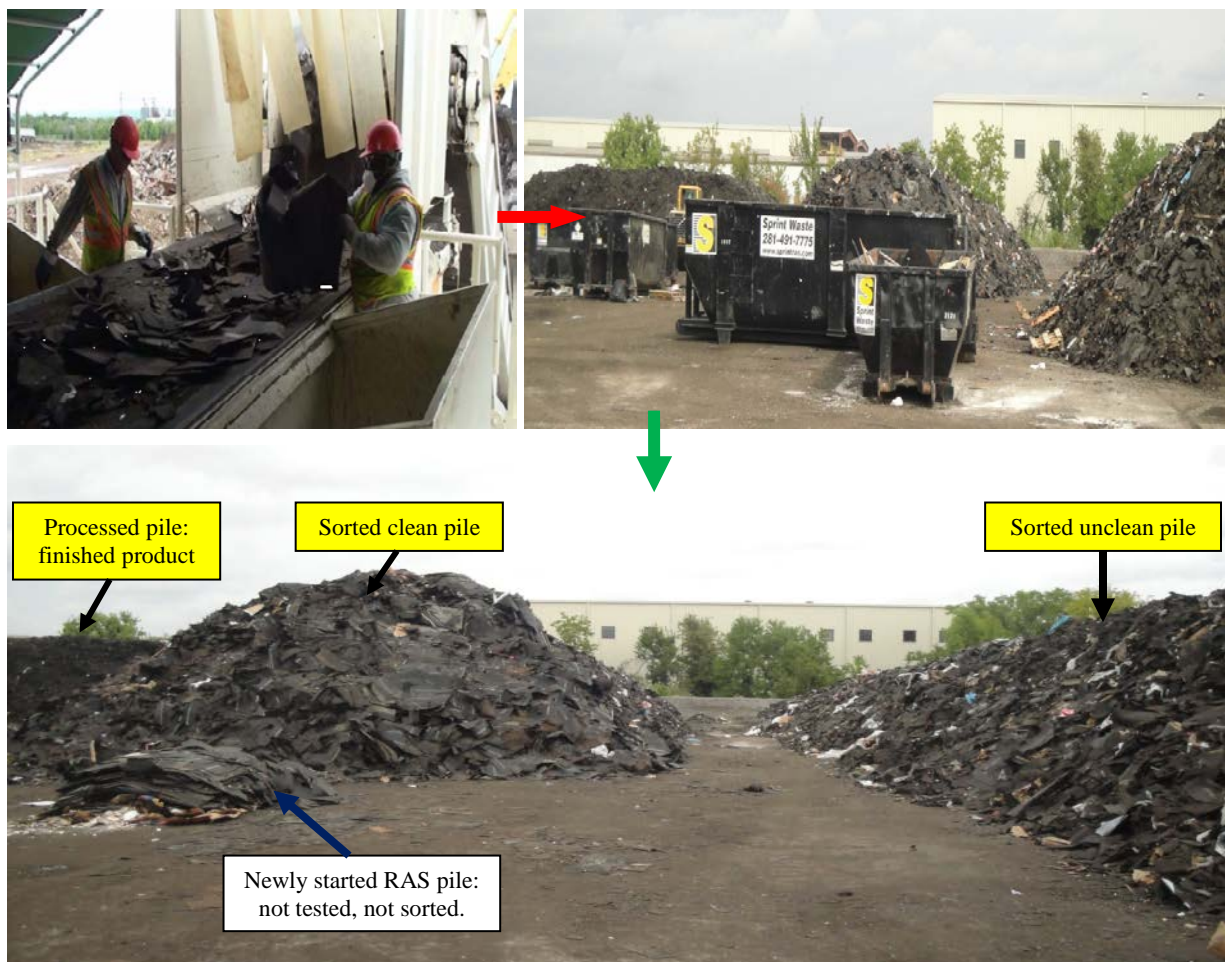 S
Sprint Waste
281-491-7775
www.sprinttran.com
S
Sprint
Waste
Processed pile:
finished product
Sorted clean pile
Sorted unclean pile
Newly started RAS pile:
not tested, not sorted.